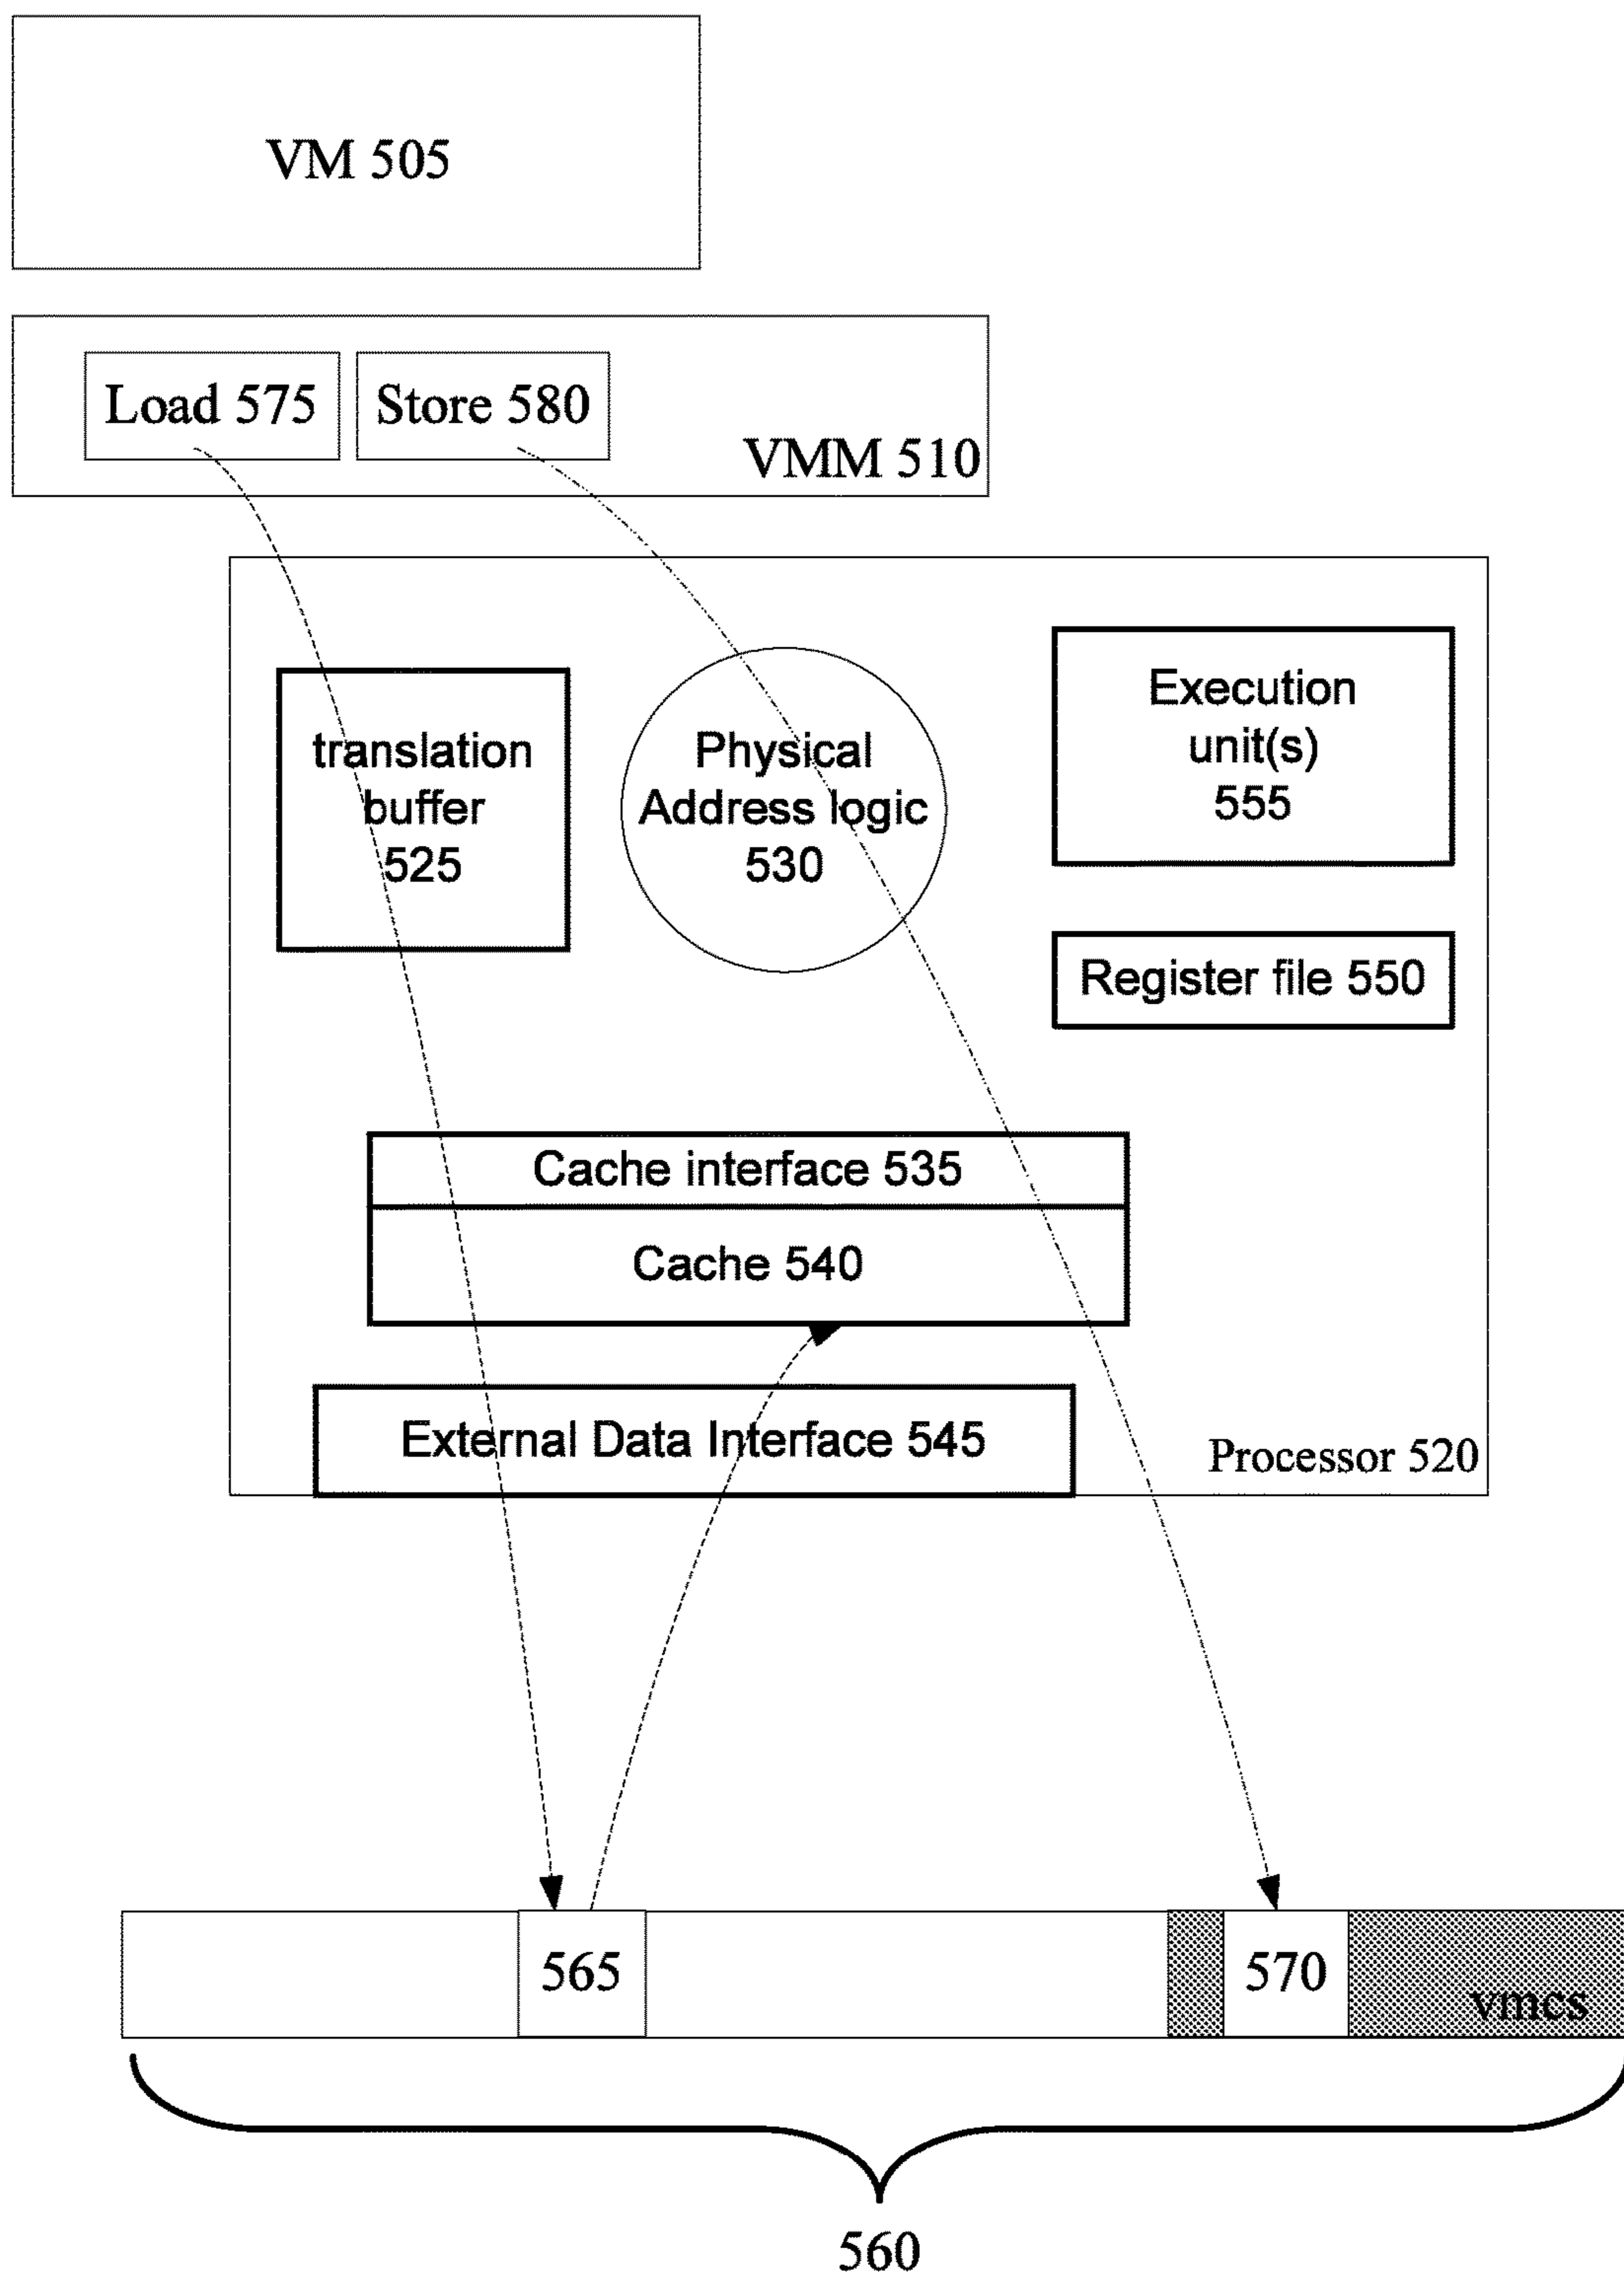 VM 505
Load 575
Store 580
VMM 510
translation
buffer
525
Physical
Address logic
530
Execution
unit(s)
555
Register file 550
Cache interface 535
Cache 540
External Data Interface 545
Processor 520
565
570
vmcs
560